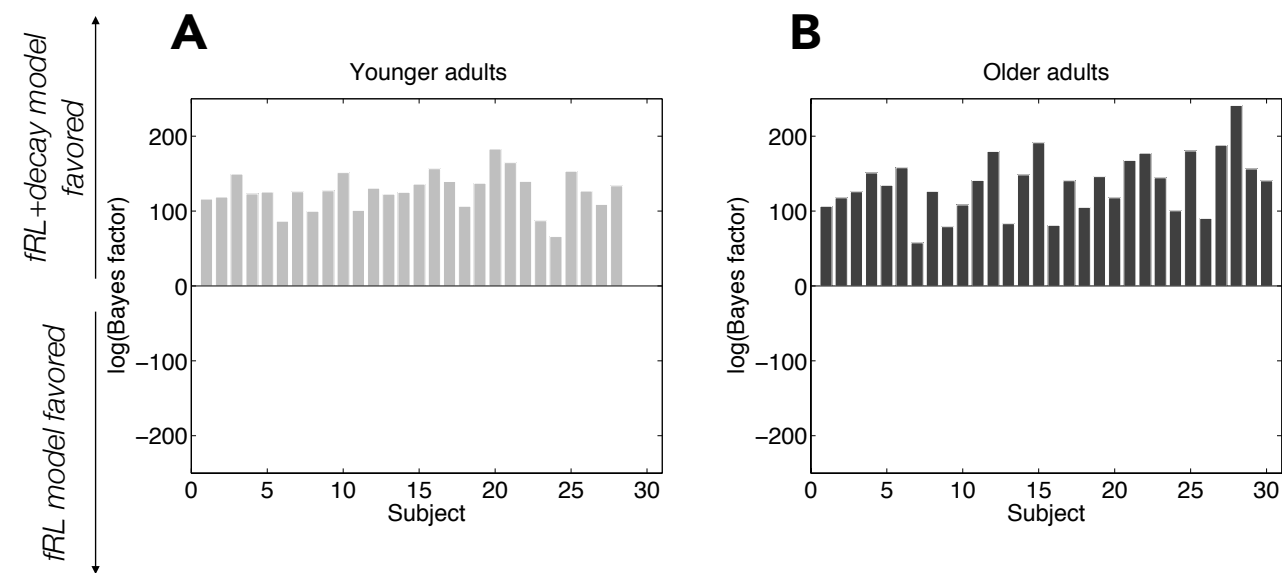 A
B
fRL+decay model
favored
fRL model favored
Younger adults
log(Bayes factor)
200
100
0
−100
−200
0 5 10 15 20 25 30
Subject
Older adults
log(Bayes factor)
200
100
0
−100
−200
0 5 10 15 20 25 30
Subject